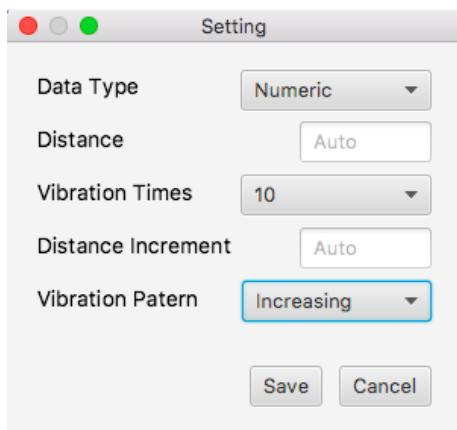 Setting
Data Type Numeric
Distance Auto
Vibration Times 10
Distance Increment Auto
Vibration Patern Increasing
Save Cancel